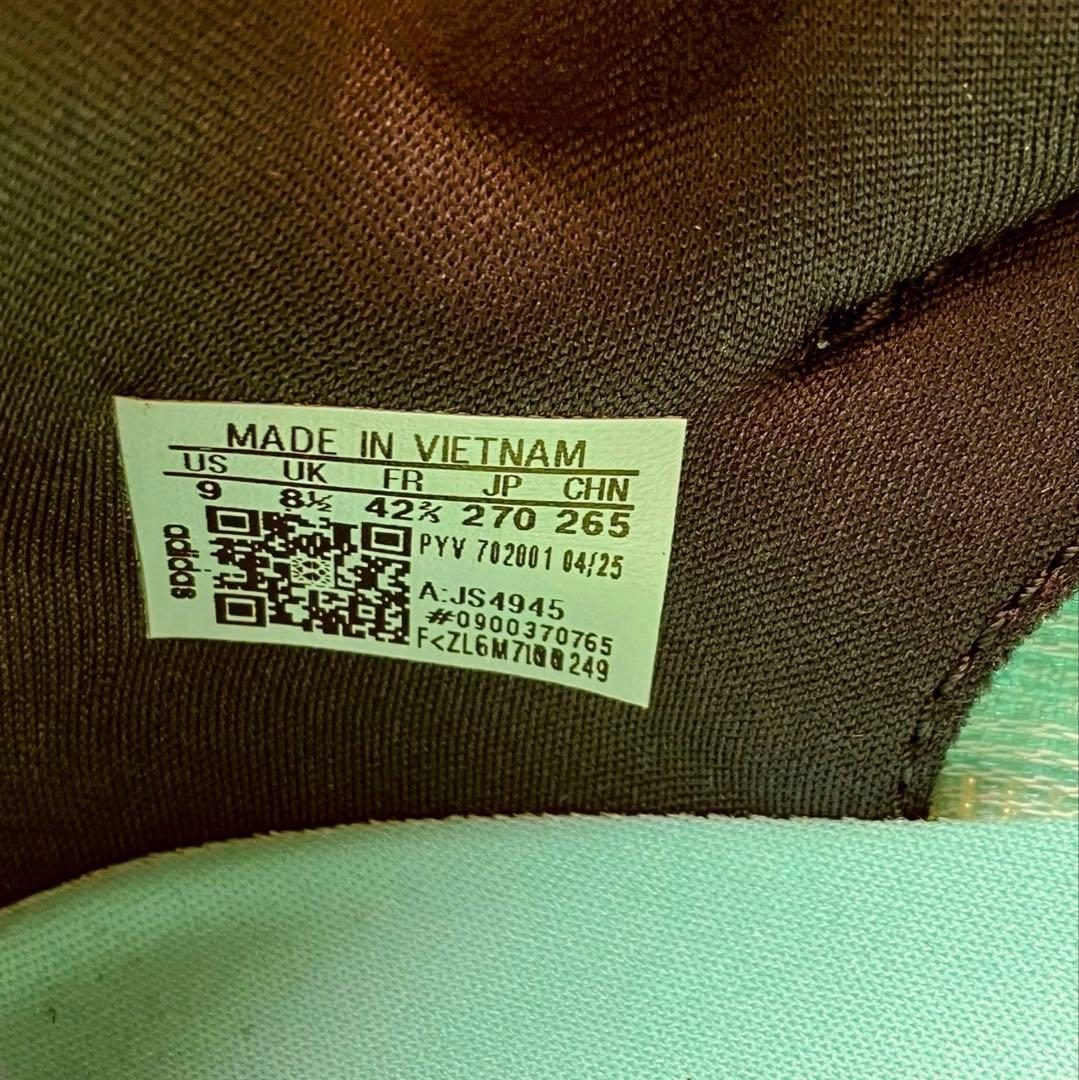 MADE IN VIETNAM
US UK FR JP CHN
9 8½ 42⅔ 270 265
adidas
PYV 702001 04/25
A:JS4945
#0900370765